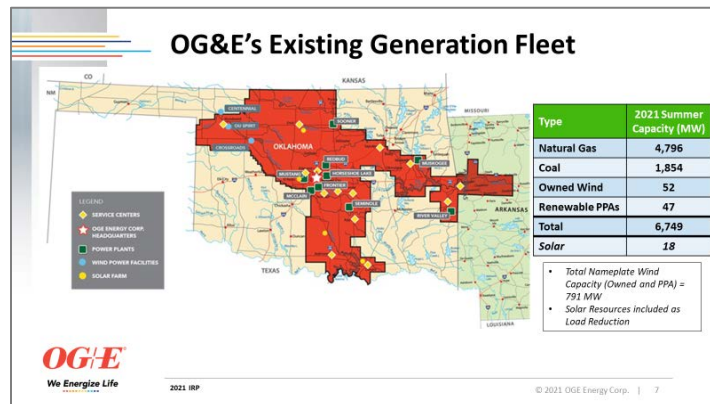 OG&E's Existing Generation Fleet
CO
NM
KANSAS
MISSOURI
CENTENNIAL
OU SPIRIT
CROSSROADS
SOONER
OKLAHOMA
REDBUD
MUSTANG
HORSESHOE LAKE
MUSKOGEE
FRONTIER
MCCLAIN
SEMINOLE
RIVER VALLEY
ARKANSAS
TEXAS
LOUISIANA
LEGEND
SERVICE CENTERS
OGE ENERGY CORP.
HEADQUARTERS
POWER PLANTS
WIND POWER FACILITIES
SOLAR FARM
Type 2021 Summer Capacity (MW)
Natural Gas 4,796
Coal 1,854
Owned Wind 52
Renewable PPAs 47
Total 6,749
Solar 18
• Total Nameplate Wind
Capacity (Owned and PPA) =
791 MW
• Solar Resources included as
Load Reduction
OG/E
We Energize Life
2021 IRP
© 2021 OGE Energy Corp. | 7